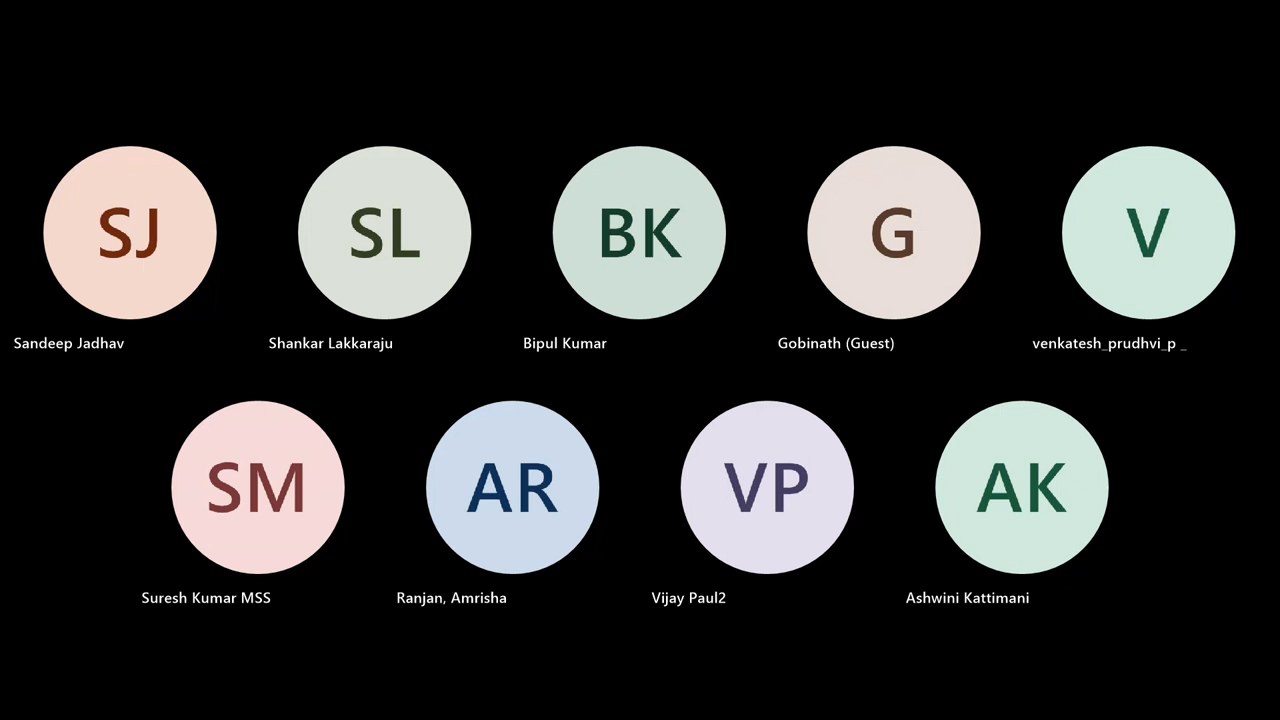 SJ
SL
BK
G
V
Sandeep Jadhav
Shankar Lakkaraju
Bipul Kumar
Gobinath (Guest)
venkatesh_prudhvi_p _
SM
AR
VP
AK
Suresh Kumar MSS
Ranjan, Amrisha
Vijay Paul2
Ashwini Kattimani